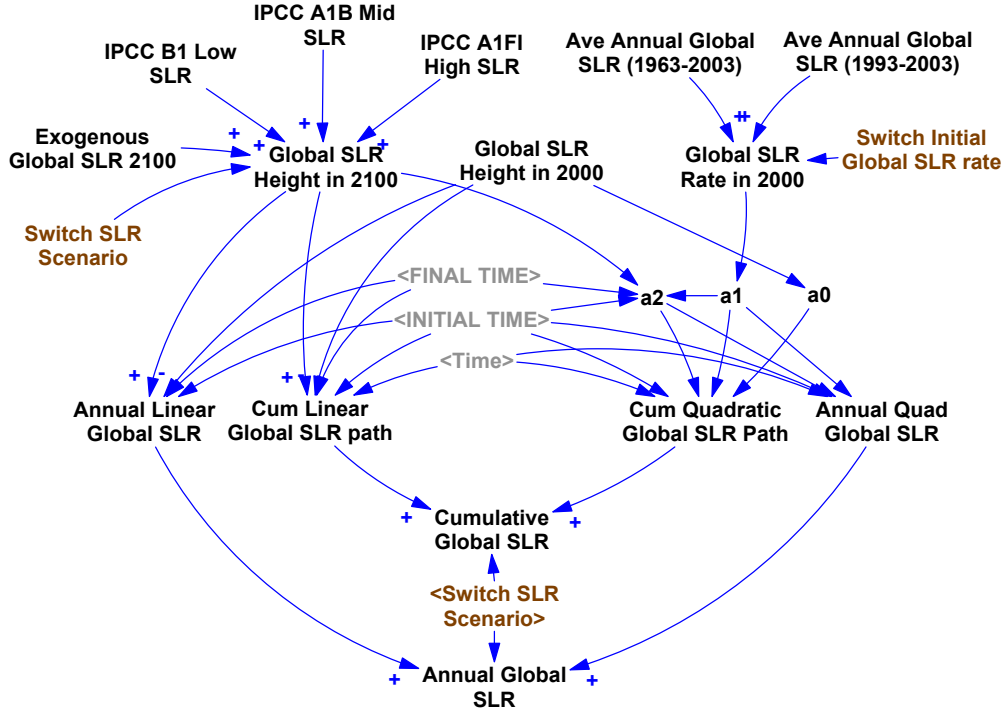 IPCC B1 Low
SLR
IPCC A1B Mid
SLR
IPCC A1FI
High SLR
Ave Annual Global
SLR (1963-2003)
Ave Annual Global
SLR (1993-2003)
Exogenous
Global SLR 2100
+
+
+
+
Global SLR
Height in 2100
Global SLR
Height in 2000
++
Global SLR
Rate in 2000
Switch Initial
Global SLR rate
Switch SLR
Scenario
<FINAL TIME>
a2
a1
a0
<INITIAL TIME>
<Time>
+
-
+
Annual Linear
Global SLR
Cum Linear
Global SLR path
Cum Quadratic
Global SLR Path
Annual Quad
Global SLR
+
Cumulative
Global SLR
+
<Switch SLR
Scenario>
+
Annual Global
SLR
+